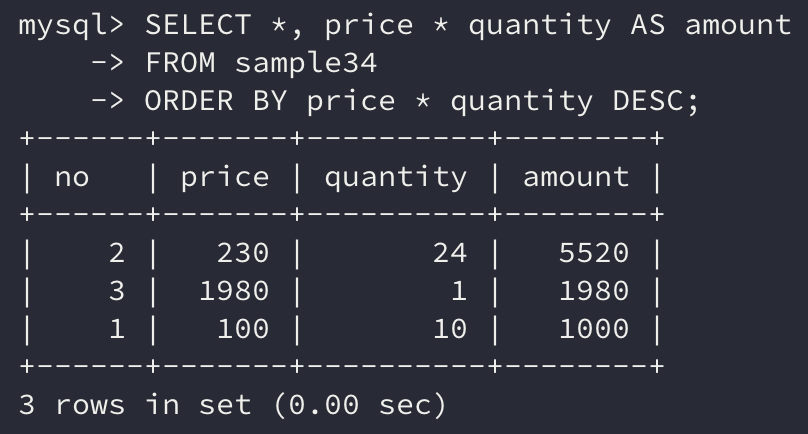 mysql> SELECT *, price * quantity AS amount
    -> FROM sample34
    -> ORDER BY price * quantity DESC;
+------+-------+----------+--------+
| no   | price | quantity | amount |
+------+-------+----------+--------+
|    2 |   230 |       24 |   5520 |
|    3 |  1980 |        1 |   1980 |
|    1 |   100 |       10 |   1000 |
+------+-------+----------+--------+
3 rows in set (0.00 sec)